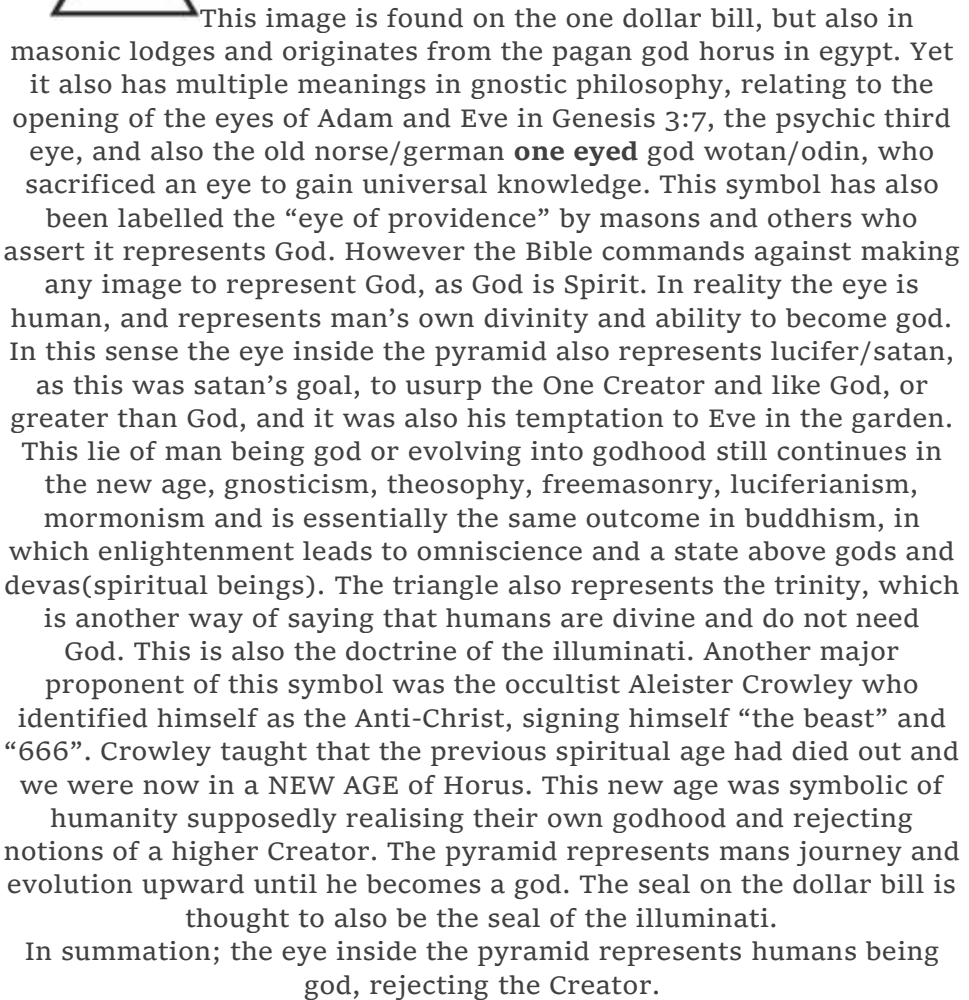 This image is found on the one dollar bill, but also in
masonic lodges and originates from the pagan god horus in egypt. Yet
it also has multiple meanings in gnostic philosophy, relating to the
opening of the eyes of Adam and Eve in Genesis 3:7, the psychic third
eye, and also the old norse/german one eyed god wotan/odin, who
sacrificed an eye to gain universal knowledge. This symbol has also
been labelled the “eye of providence” by masons and others who
assert it represents God. However the Bible commands against making
any image to represent God, as God is Spirit. In reality the eye is
human, and represents man’s own divinity and ability to become god.
In this sense the eye inside the pyramid also represents lucifer/satan,
as this was satan’s goal, to usurp the One Creator and like God, or
greater than God, and it was also his temptation to Eve in the garden.
This lie of man being god or evolving into godhood still continues in
the new age, gnosticism, theosophy, freemasonry, luciferianism,
mormonism and is essentially the same outcome in buddhism, in
which enlightenment leads to omniscience and a state above gods and
devas(spiritual beings). The triangle also represents the trinity, which
is another way of saying that humans are divine and do not need
God. This is also the doctrine of the illuminati. Another major
proponent of this symbol was the occultist Aleister Crowley who
identified himself as the Anti-Christ, signing himself “the beast” and
“666”. Crowley taught that the previous spiritual age had died out and
we were now in a NEW AGE of Horus. This new age was symbolic of
humanity supposedly realising their own godhood and rejecting
notions of a higher Creator. The pyramid represents mans journey and
evolution upward until he becomes a god. The seal on the dollar bill is
thought to also be the seal of the illuminati.
In summation; the eye inside the pyramid represents humans being
god, rejecting the Creator.